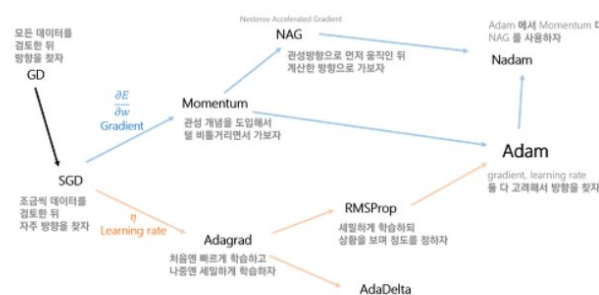 모든 데이터를
검토한 뒤
방향을 찾자
GD
Nesterov Accelerated Gradient
NAG
관성방향으로 먼저 움직인 뒤
계산한 방향으로 가보자
Adam 에서 Momentum 대
NAG 를 사용하자
Nadam
∂E
∂w
Gradient
Momentum
관성 개념을 도입해서
덜 비틀거리면서 가보자
Adam
gradient, learning rate
둘 다 고려해서 방향을 찾자
SGD
조금씩 데이터를
검토한 뒤
자주 방향을 찾자
η
Learning rate
Adagrad
처음엔 빠르게 학습하고
나중엔 세밀하게 학습하자
RMSProp
세밀하게 학습하되
상황을 보며 정도를 정하자
AdaDelta